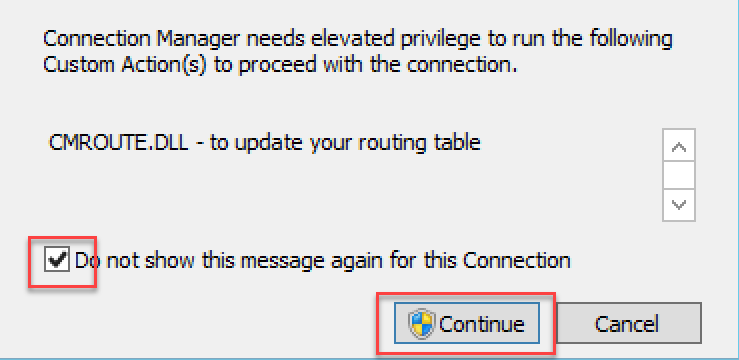 Connection Manager needs elevated privilege to run the following
Custom Action(s) to proceed with the connection.
CMROUTE.DLL - to update your routing table
Do not show this message again for this Connection
Continue
Cancel